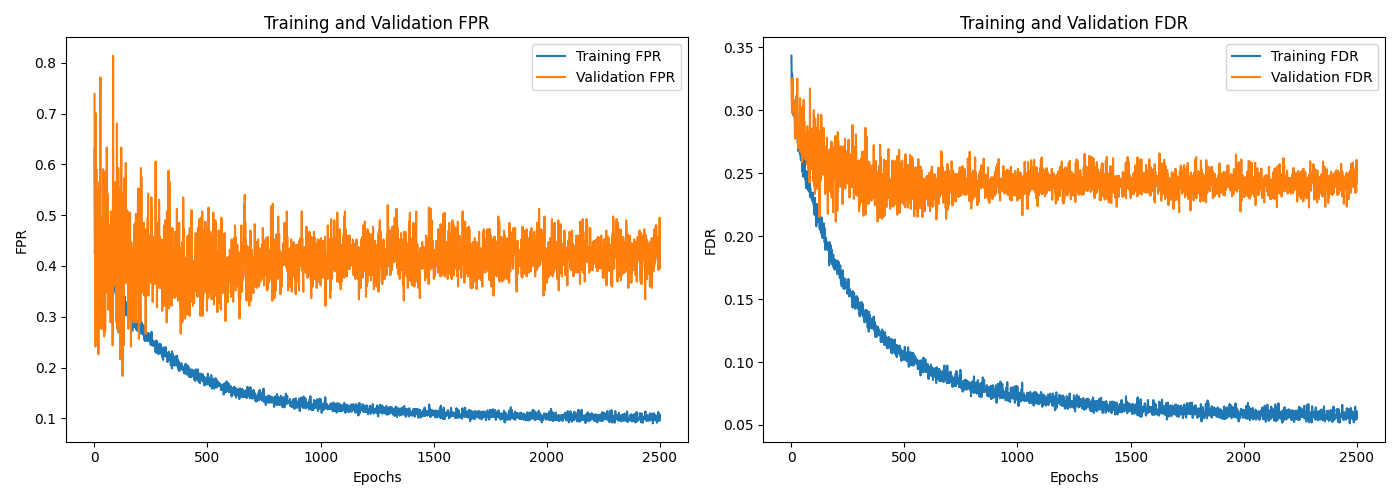 Training and Validation FPR
Training FPR
Validation FPR
FPR
0.8
0.7
0.6
0.5
0.4
0.3
0.2
0.1
0 500 1000 1500 2000 2500
Epochs
Training and Validation FDR
Training FDR
Validation FDR
FDR
0.35
0.30
0.25
0.20
0.15
0.10
0.05
0 500 1000 1500 2000 2500
Epochs